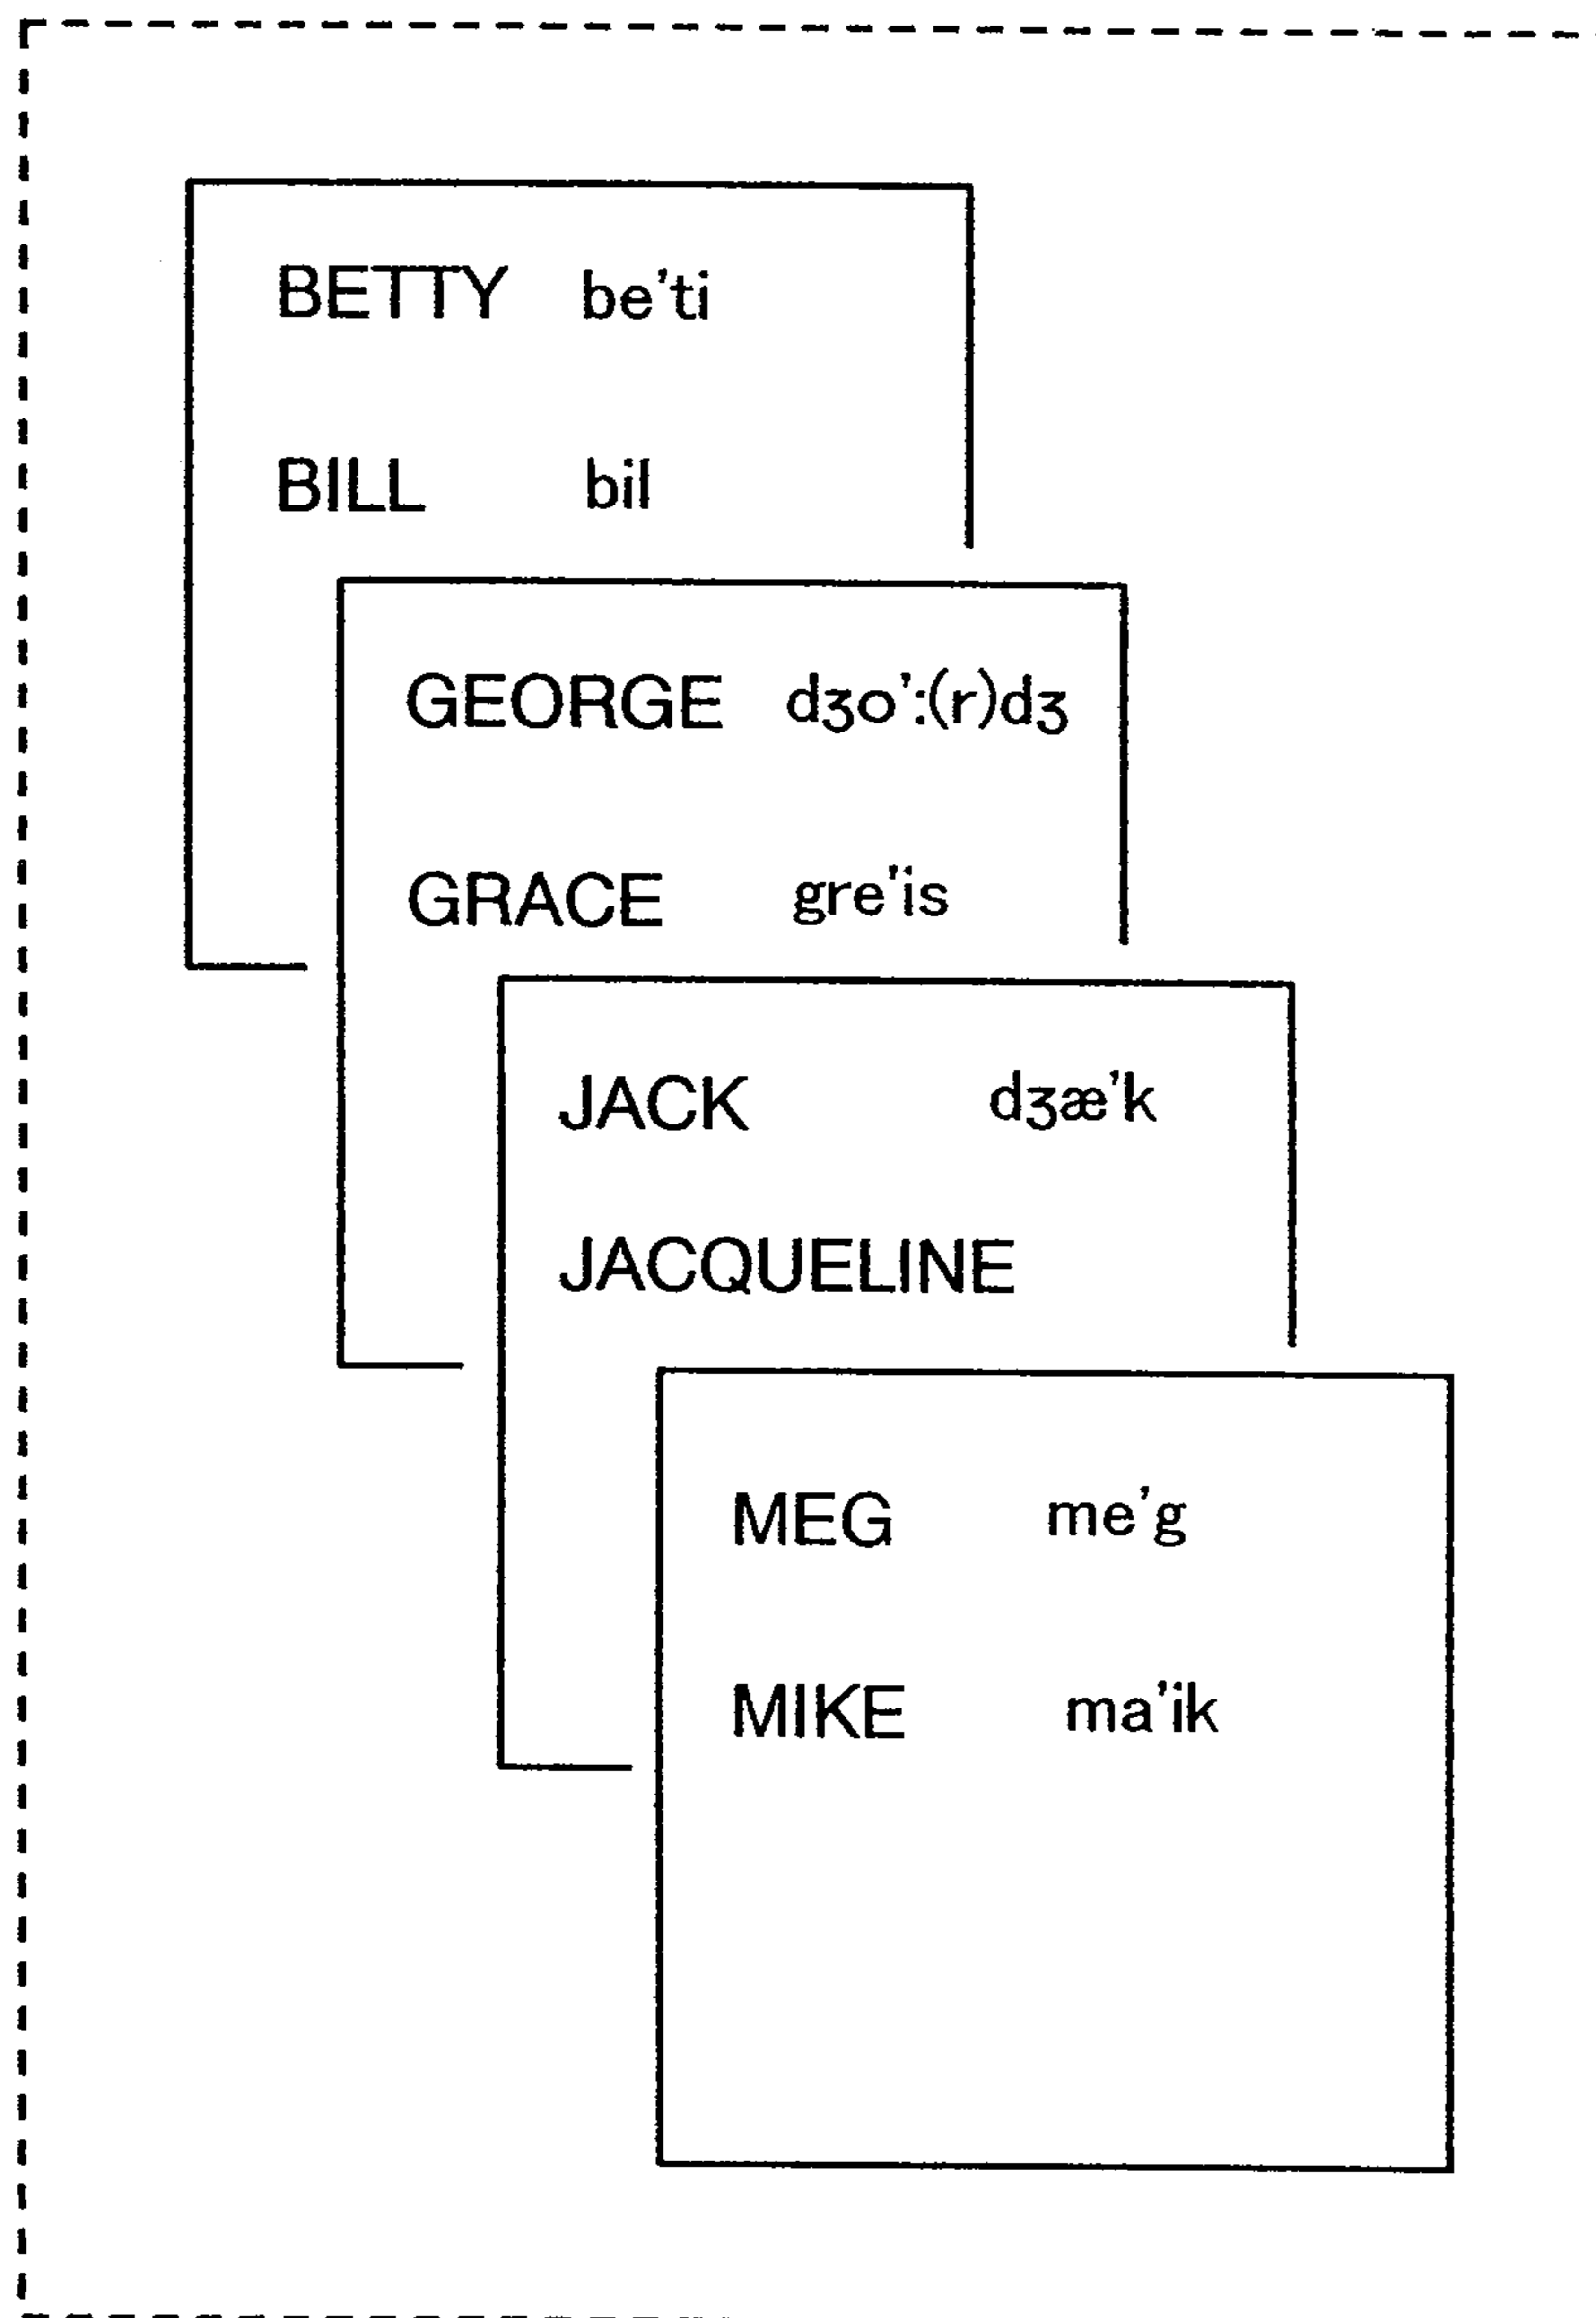 BETTY be'ti
BILL bil
GEORGE dʒo':(r)dʒ
GRACE gre'is
JACK dʒæ'k
JACQUELINE
MEG me'g
MIKE ma'ik